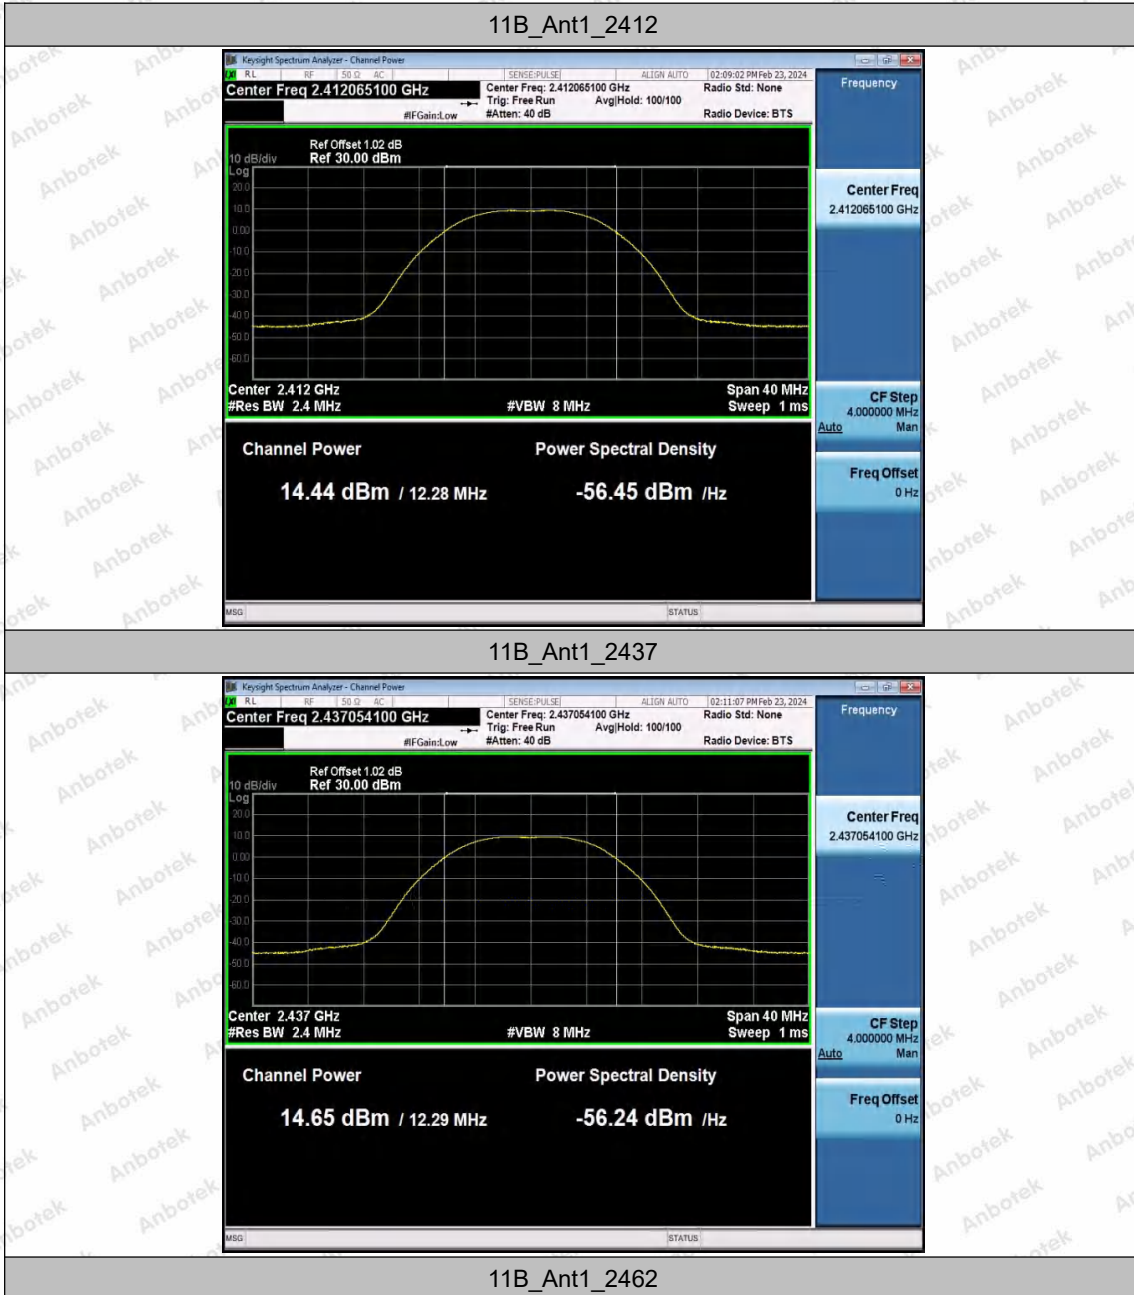 11B_Ant1_2412
Keysight Spectrum Analyzer - Channel Power
RL RF 50 Ω AC SENSE:PULSE ALIGN AUTO 02:09:02 PM Feb 23, 2024
Center Freq 2.412065100 GHz
Center Freq: 2.412065100 GHz Radio Std: None
Trig: Free Run Avg|Hold: 100/100
#IFGain:Low #Atten: 40 dB Radio Device: BTS
Frequency
Ref Offset 1.02 dB
10 dB/div Ref 30.00 dBm
Log
20.0
10.0
0.00
-10.0
-20.0
-30.0
-40.0
-50.0
-60.0
Center Freq
2.412065100 GHz
Center 2.412 GHz Span 40 MHz
#Res BW 2.4 MHz #VBW 8 MHz Sweep 1 ms
CF Step
4.000000 MHz
Auto Man
Channel Power Power Spectral Density
14.44 dBm / 12.28 MHz -56.45 dBm /Hz
Freq Offset
0 Hz
MSG STATUS
11B_Ant1_2437
Keysight Spectrum Analyzer - Channel Power
RL RF 50 Ω AC SENSE:PULSE ALIGN AUTO 02:11:07 PM Feb 23, 2024
Center Freq 2.437054100 GHz
Center Freq: 2.437054100 GHz Radio Std: None
Trig: Free Run Avg|Hold: 100/100
#IFGain:Low #Atten: 40 dB Radio Device: BTS
Frequency
Ref Offset 1.02 dB
10 dB/div Ref 30.00 dBm
Log
20.0
10.0
0.00
-10.0
-20.0
-30.0
-40.0
-50.0
-60.0
Center Freq
2.437054100 GHz
Center 2.437 GHz Span 40 MHz
#Res BW 2.4 MHz #VBW 8 MHz Sweep 1 ms
CF Step
4.000000 MHz
Auto Man
Channel Power Power Spectral Density
14.65 dBm / 12.29 MHz -56.24 dBm /Hz
Freq Offset
0 Hz
MSG STATUS
11B_Ant1_2462